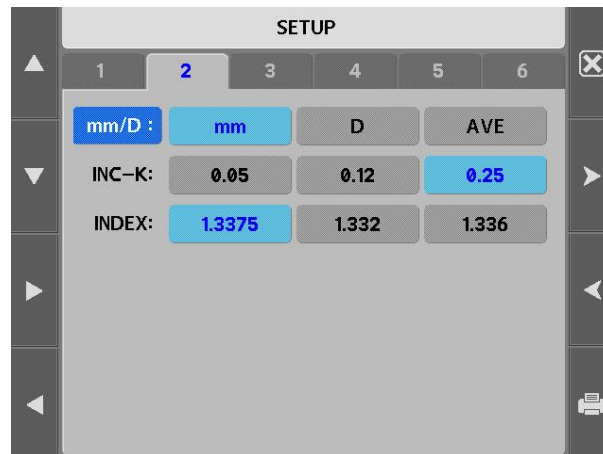 SETUP
1 2 3 4 5 6
mm/D : mm D AVE
INC-K: 0.05 0.12 0.25
INDEX: 1.3375 1.332 1.336